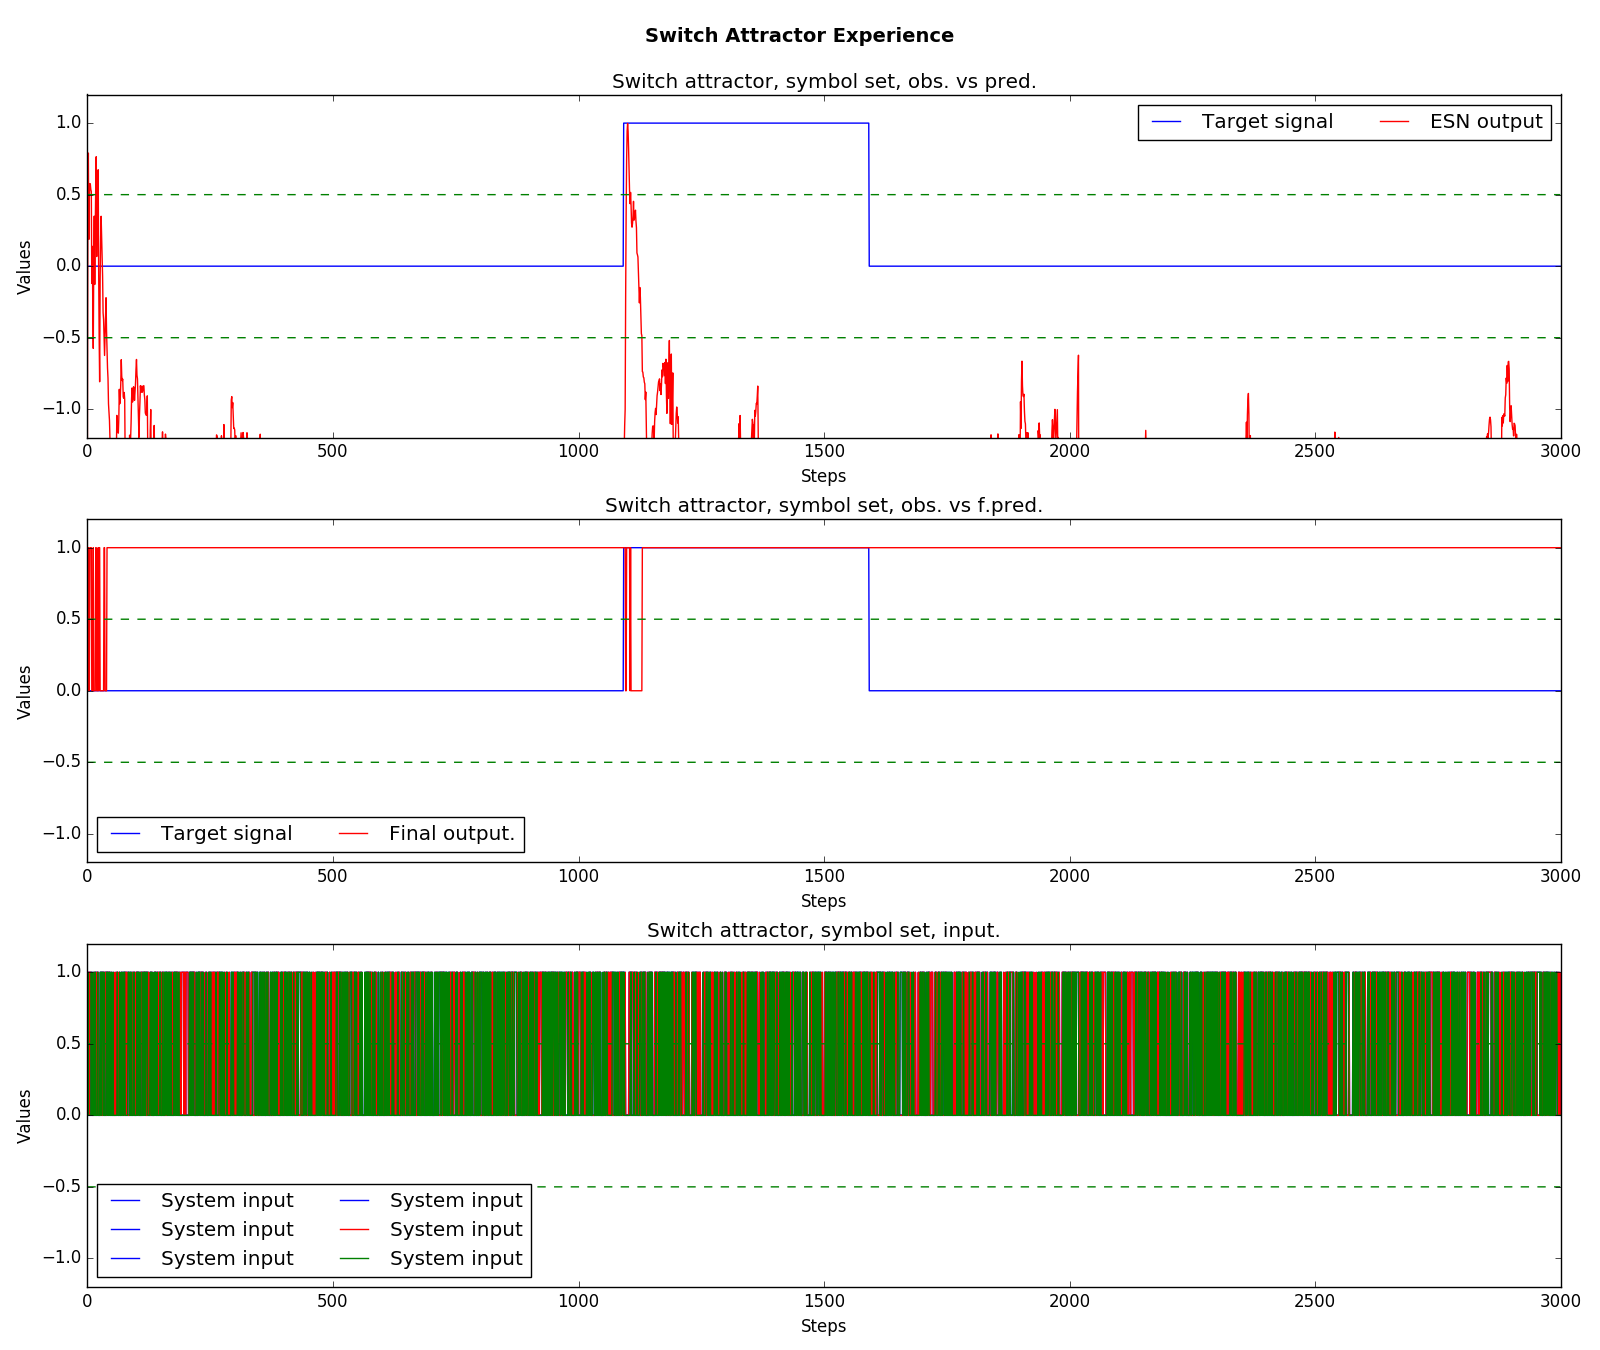 Switch Attractor Experience
Switch attractor, symbol set, obs. vs pred.
Target signal ESN output
1.0
0.5
0.0
−0.5
−1.0
Values
0 500 1000 1500 2000 2500 3000
Steps
Switch attractor, symbol set, obs. vs f.pred.
1.0
0.5
0.0
−0.5
−1.0
Values
Target signal Final output.
0 500 1000 1500 2000 2500 3000
Steps
Switch attractor, symbol set, input.
1.0
0.5
0.0
−0.5
−1.0
Values
System input System input
System input System input
System input System input
0 500 1000 1500 2000 2500 3000
Steps